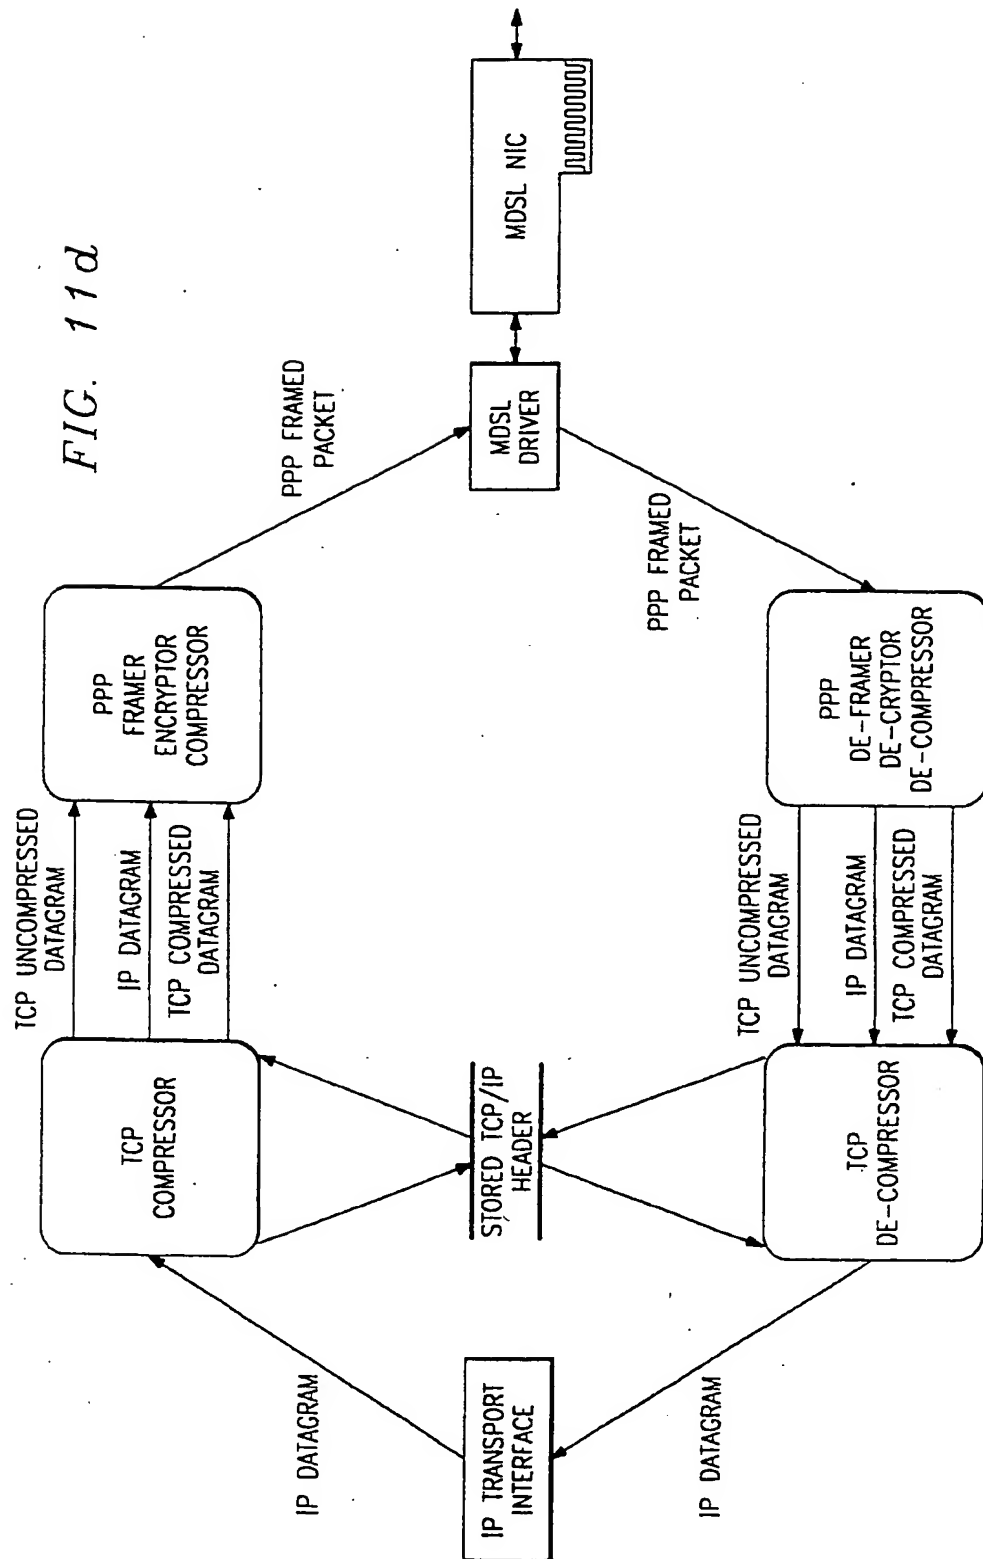 FIG. 11d
IP TRANSPORT
INTERFACE
IP DATAGRAM
TCP
COMPRESSOR
STORED TCP/IP
HEADER
TCP UNCOMPRESSED
DATAGRAM
IP DATAGRAM
TCP COMPRESSED
DATAGRAM
PPP
FRAMER
ENCRYPTOR
COMPRESSOR
PPP FRAMED
PACKET
MDSL
DRIVER
MDSL NIC
PPP FRAMED
PACKET
PPP
DE-FRAMER
DE-CRYPTOR
DE-COMPRESSOR
TCP UNCOMPRESSED
DATAGRAM
IP DATAGRAM
TCP COMPRESSED
DATAGRAM
TCP
DE-COMPRESSOR
IP DATAGRAM